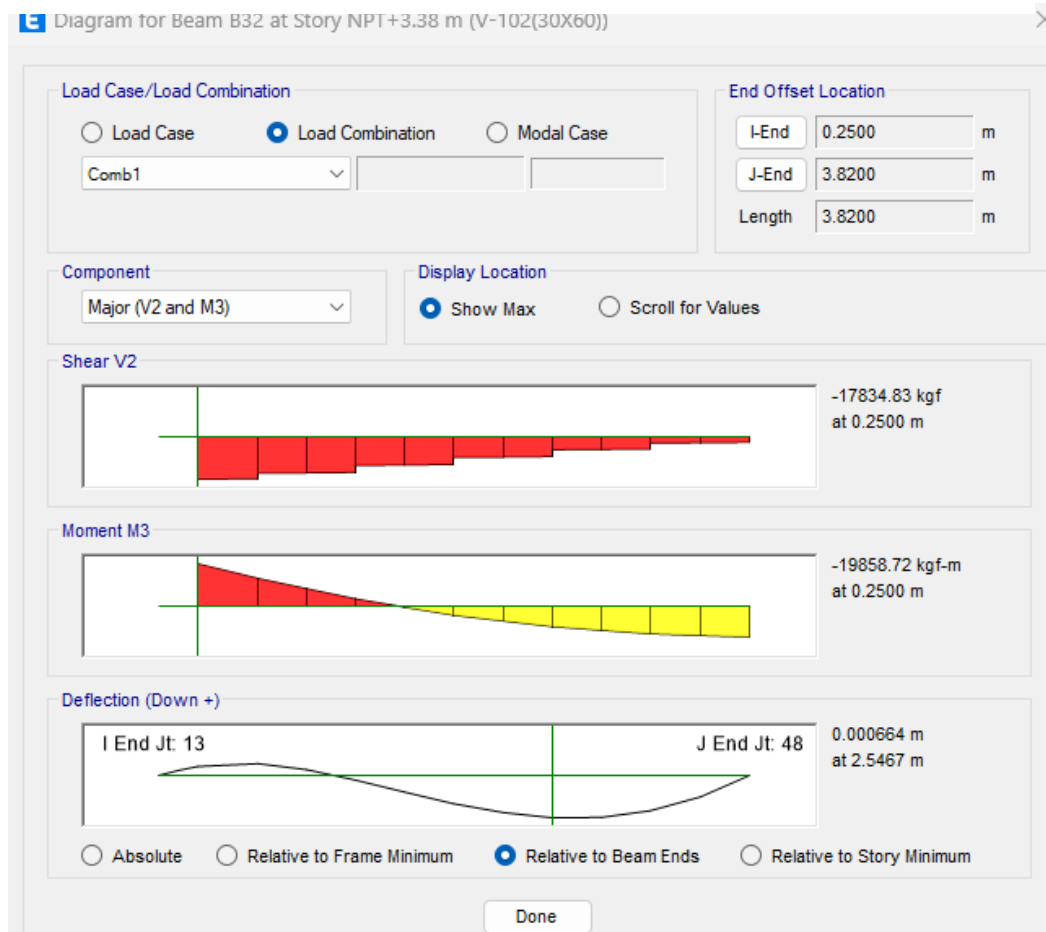 E Diagram for Beam B32 at Story NPT+3.38 m (V-102(30X60))
Load Case/Load Combination
Load Case Load Combination Modal Case
Comb1
End Offset Location
I-End 0.2500 m
J-End 3.8200 m
Length 3.8200 m
Component
Major (V2 and M3)
Display Location
Show Max Scroll for Values
Shear V2
-17834.83 kgf
at 0.2500 m
Moment M3
-19858.72 kgf-m
at 0.2500 m
Deflection (Down +)
I End Jt: 13 J End Jt: 48
0.000664 m
at 2.5467 m
Absolute Relative to Frame Minimum Relative to Beam Ends Relative to Story Minimum
Done